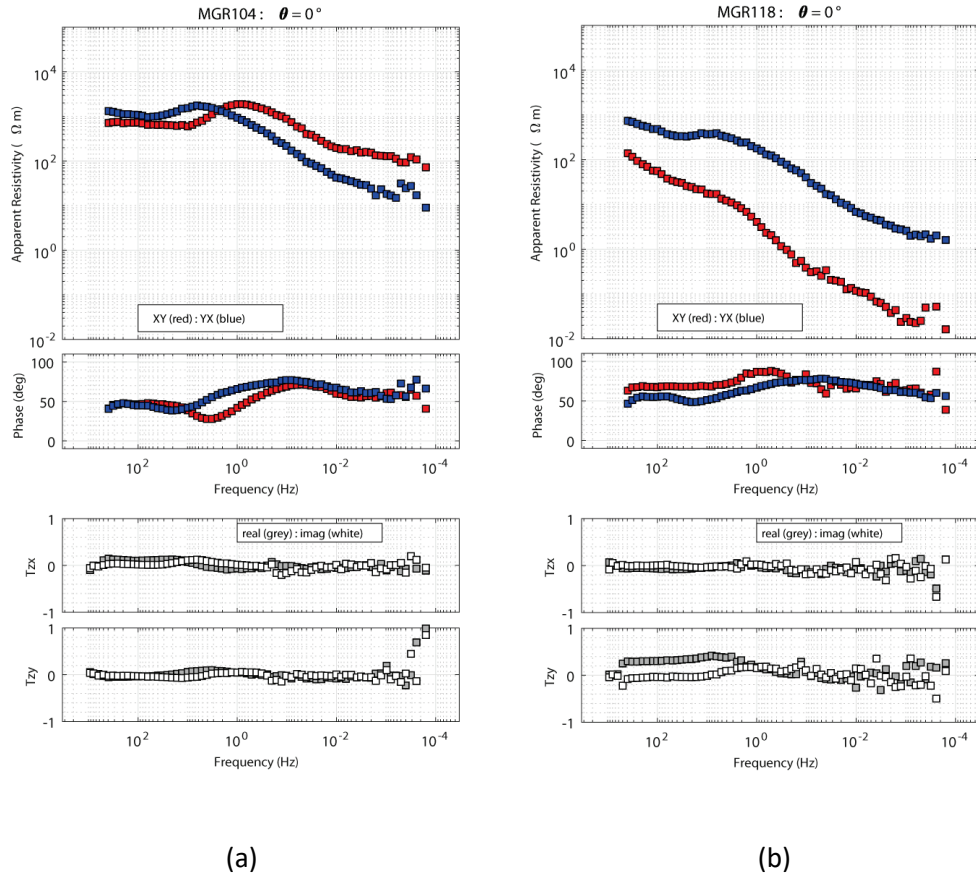 MGR104 : θ = 0°
Apparent Resistivity ( Ω m)
10^4
10^2
10^0
10^-2
XY (red) : YX (blue)
Phase (deg)
100
50
0
10^2 10^0 10^-2 10^-4
Frequency (Hz)
real (grey) : imag (white)
Tzx
1
0
-1
Tzy
1
0
-1
10^2 10^0 10^-2 10^-4
Frequency (Hz)
(a)
MGR118 : θ = 0°
Apparent Resistivity ( Ω m)
10^4
10^2
10^0
10^-2
XY (red) : YX (blue)
Phase (deg)
100
50
0
10^2 10^0 10^-2 10^-4
Frequency (Hz)
real (grey) : imag (white)
Tzx
1
0
-1
Tzy
1
0
-1
10^2 10^0 10^-2 10^-4
Frequency (Hz)
(b)